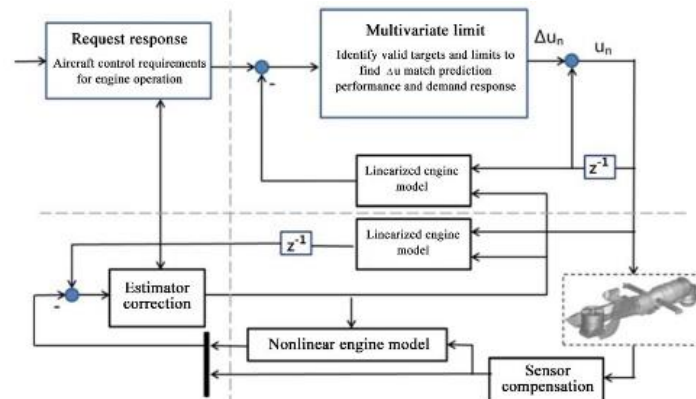 Request response
Aircraft control requirements
for engine operation
Multivariate limit
Identify valid targets and limits to
find Δu match prediction
performance and demand response
Δuₙ
uₙ
-
Linearized engine
model
z⁻¹
Linearized engine
model
z⁻¹
-
Estimator
correction
Nonlinear engine model
Sensor
compensation